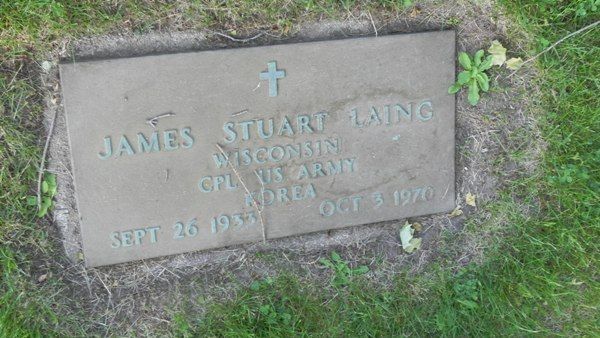 JAMES STUART LAING
WISCONSIN
CPL US ARMY
KOREA
SEPT 26 1933 OCT 3 1970